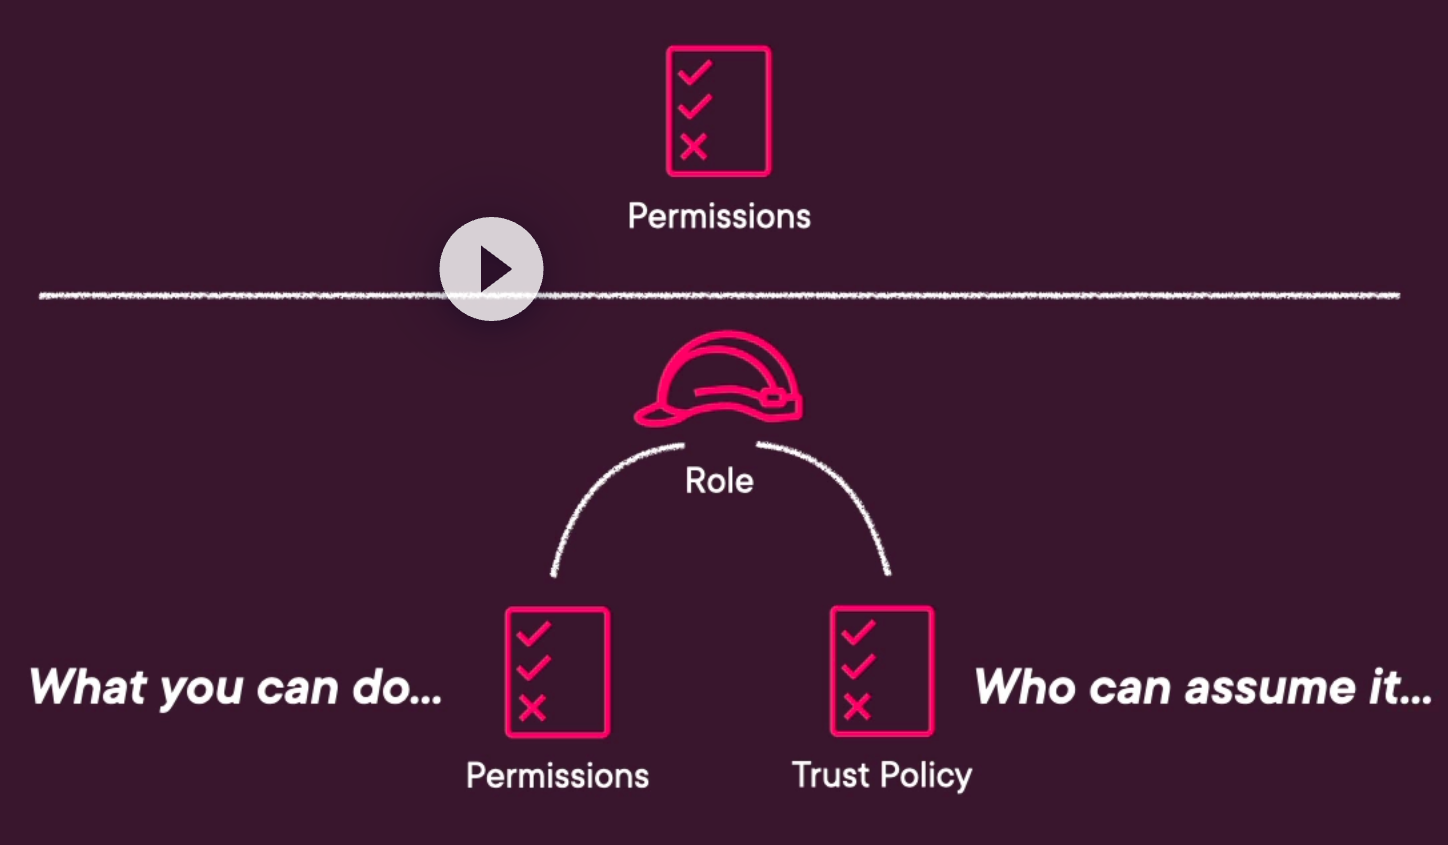 Permissions
Role
What you can do...
Who can assume it...
Permissions
Trust Policy